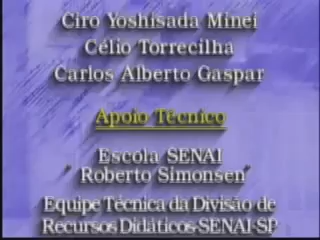 Ciro Yoshisada Minei
Célio Torrecilha
Carlos Alberto Gaspar
Apoio Técnico
Escola SENAI
" Roberto Simonsen"
Equipe Técnica da Divisão de
Recursos Didáticos-SENAI-SP